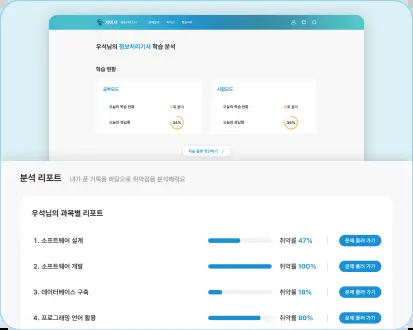 우석님의 정보처리기사 학습 분석
학습 현황
공부모드
오늘의 학습 현황
오늘의 정답률
34%
시험모드
오늘의 학습 현황
오늘의 정답률
34%
분석 리포트
내가 푼 기록을 바탕으로 취약점을 분석해줘요
우석님의 과목별 리포트
1. 소프트웨어 설계 취약률 47% 문제 풀러 가기
2. 소프트웨어 개발 취약률 100% 문제 풀러 가기
3. 데이터베이스 구축 취약률 18% 문제 풀러 가기
4. 프로그래밍 언어 활용 취약률 80% 문제 풀러 가기